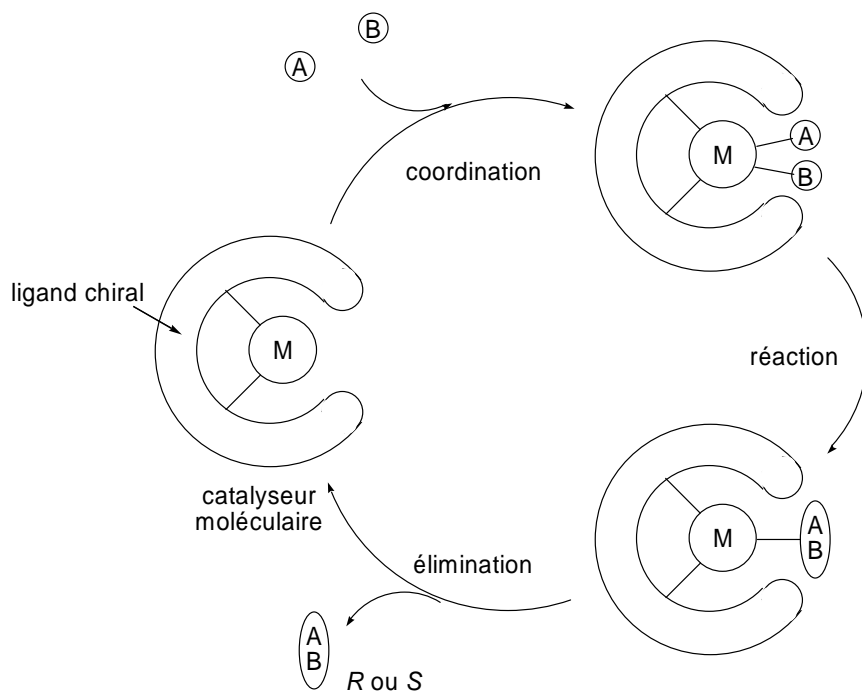 B
A
A
M
B
coordination
ligand chiral
M
réaction
catalyseur
moléculaire
A
M
B
élimination
A
B
R ou S